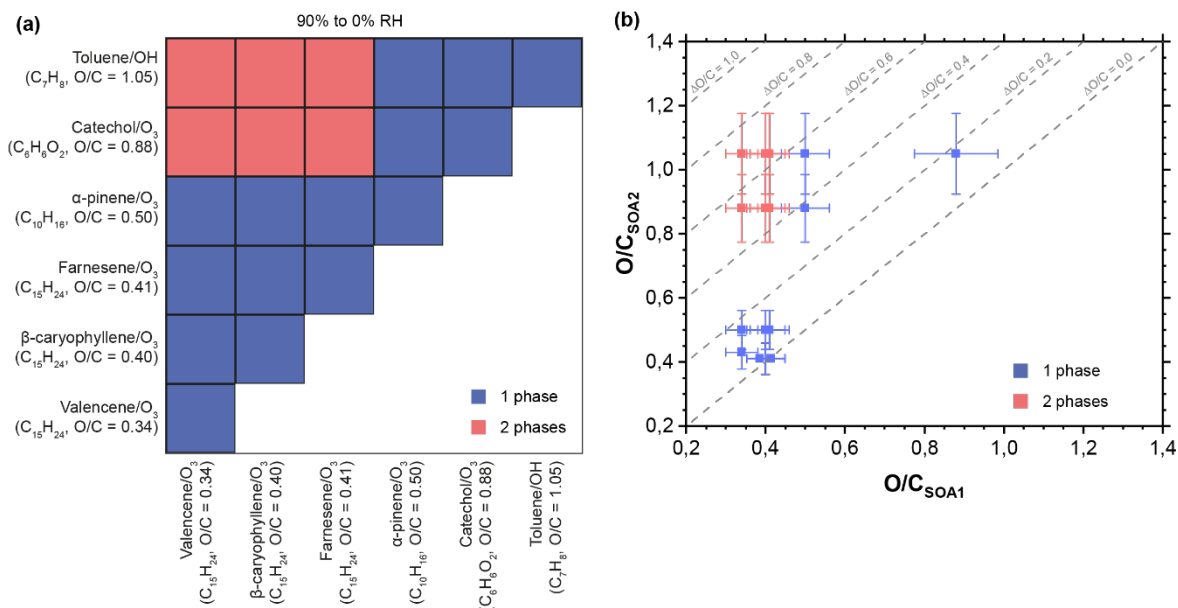 (a)
90% to 0% RH
Toluene/OH
(C₇H₈, O/C = 1.05)
Catechol/O₃
(C₆H₆O₂, O/C = 0.88)
α-pinene/O₃
(C₁₀H₁₆, O/C = 0.50)
Farnesene/O₃
(C₁₅H₂₄, O/C = 0.41)
β-caryophyllene/O₃
(C₁₅H₂₄, O/C = 0.40)
Valencene/O₃
(C₁₅H₂₄, O/C = 0.34)
1 phase
2 phases
Valencene/O₃
(C₁₅H₂₄, O/C = 0.34)
β-caryophyllene/O₃
(C₁₅H₂₄, O/C = 0.40)
Farnesene/O₃
(C₁₅H₂₄, O/C = 0.41)
α-pinene/O₃
(C₁₀H₁₆, O/C = 0.50)
Catechol/O₃
(C₆H₆O₂, O/C = 0.88)
Toluene/OH
(C₇H₈, O/C = 1.05)
(b)
1,4
1,2
1,0
0,8
0,6
0,4
0,2
O/C_SOA2
ΔO/C = 1.0
ΔO/C = 0.8
ΔO/C = 0.6
ΔO/C = 0.4
ΔO/C = 0.2
ΔO/C = 0.0
1 phase
2 phases
0,2 0,4 0,6 0,8 1,0 1,2 1,4
O/C_SOA1